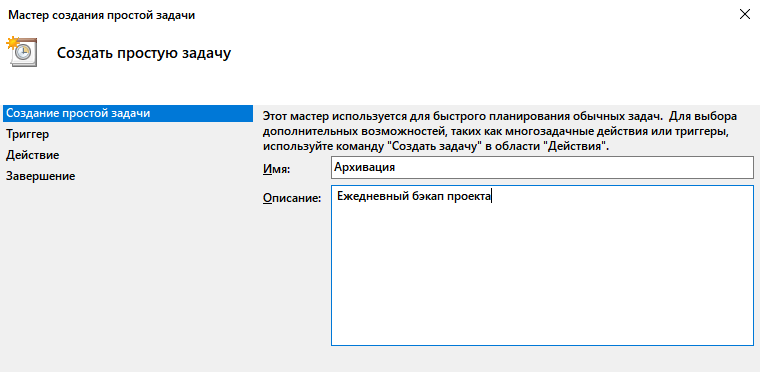 Мастер создания простой задачи
Создать простую задачу
Создание простой задачи
Триггер
Действие
Завершение
Этот мастер используется для быстрого планирования обычных задач.  Для выбора
дополнительных возможностей, таких как многозадачные действия или триггеры,
используйте команду "Создать задачу" в области "Действия".
Имя: Архивация
Описание: Ежедневный бэкап проекта